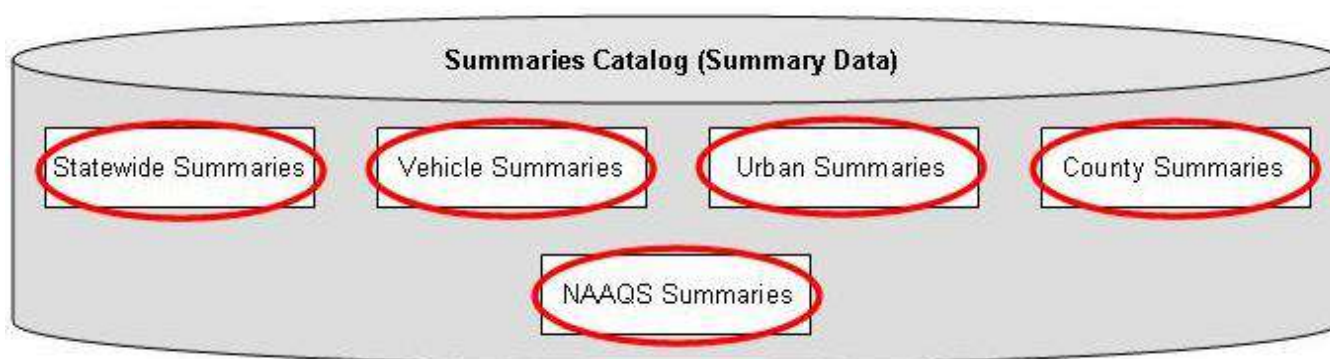 Summaries Catalog (Summary Data)
Statewide Summaries
Vehicle Summaries
Urban Summaries
County Summaries
NAAQS Summaries